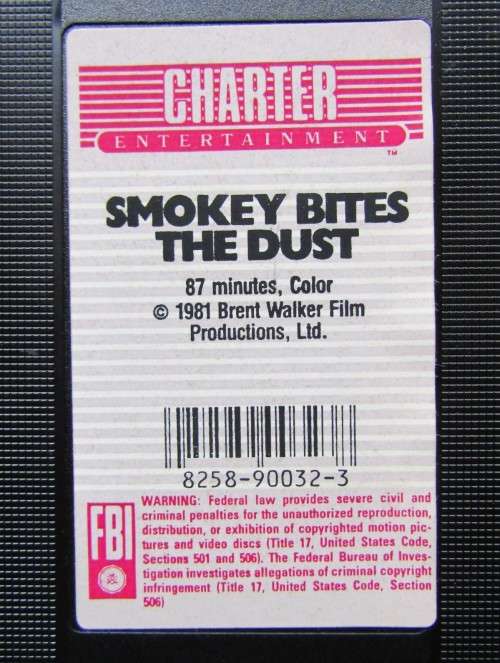 CHARTER
ENTERTAINMENT
TM
SMOKEY BITES
THE DUST
87 minutes, Color
© 1981 Brent Walker Film
Productions, Ltd.
8258-90032-3
FBI
WARNING: Federal law provides severe civil and
criminal penalties for the unauthorized reproduction,
distribution, or exhibition of copyrighted motion pic-
tures and video discs (Title 17, United States Code,
Sections 501 and 506). The Federal Bureau of Inves-
tigation investigates allegations of criminal copyright
infringement (Title 17, United States Code, Section
506)